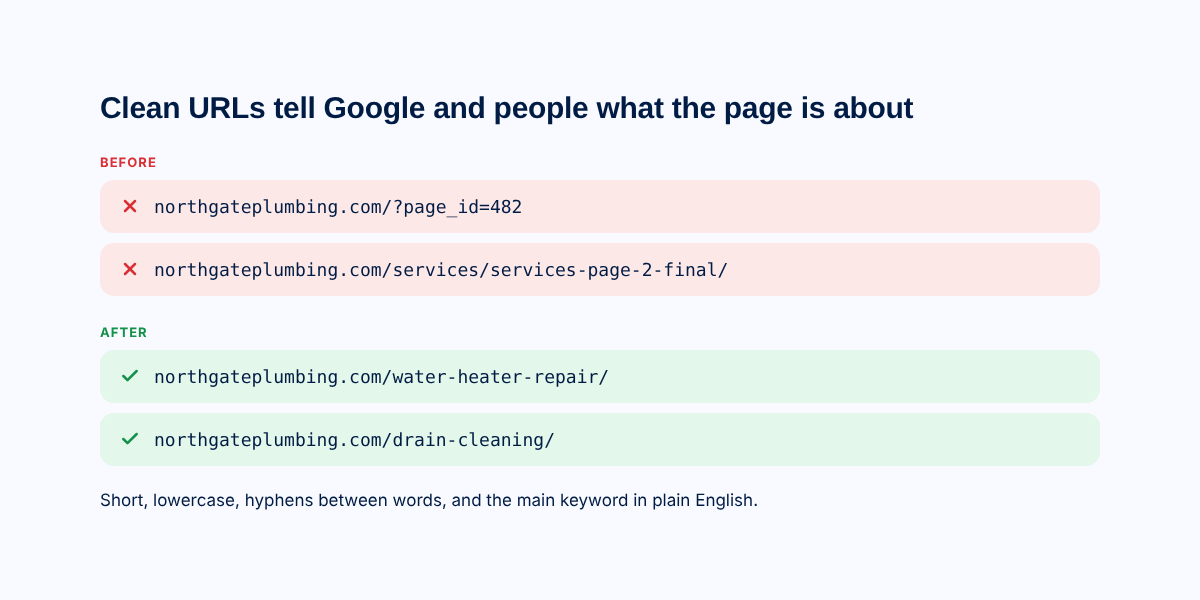 Clean URLs tell Google and people what the page is about
BEFORE
northgateplumbing.com/?page_id=482
northgateplumbing.com/services/services-page-2-final/
AFTER
northgateplumbing.com/water-heater-repair/
northgateplumbing.com/drain-cleaning/
Short, lowercase, hyphens between words, and the main keyword in plain English.